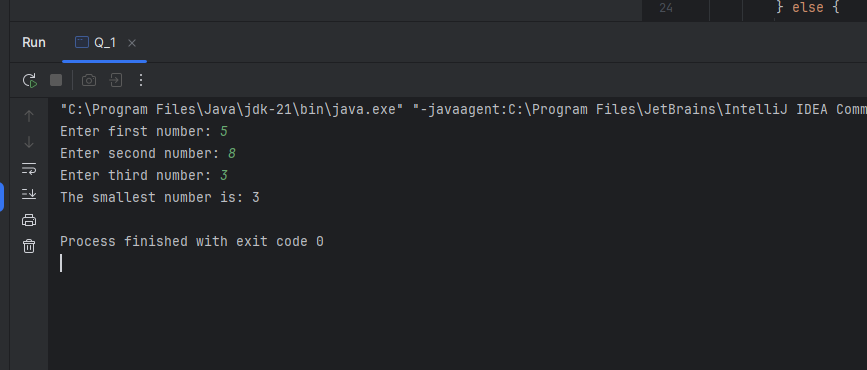 24 } else {
Run Q_1
"C:\Program Files\Java\jdk-21\bin\java.exe" "-javaagent:C:\Program Files\JetBrains\IntelliJ IDEA Comm
Enter first number: 5
Enter second number: 8
Enter third number: 3
The smallest number is: 3
Process finished with exit code 0